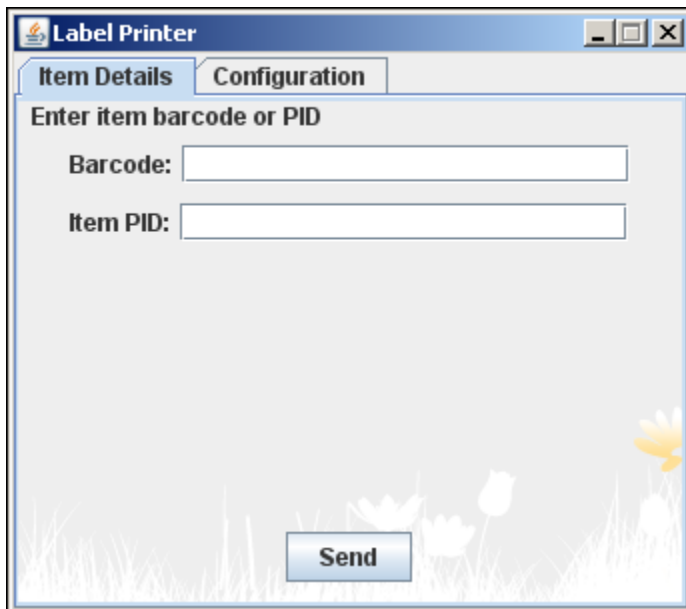 Label Printer
Item Details Configuration
Enter item barcode or PID
Barcode:
Item PID:
Send